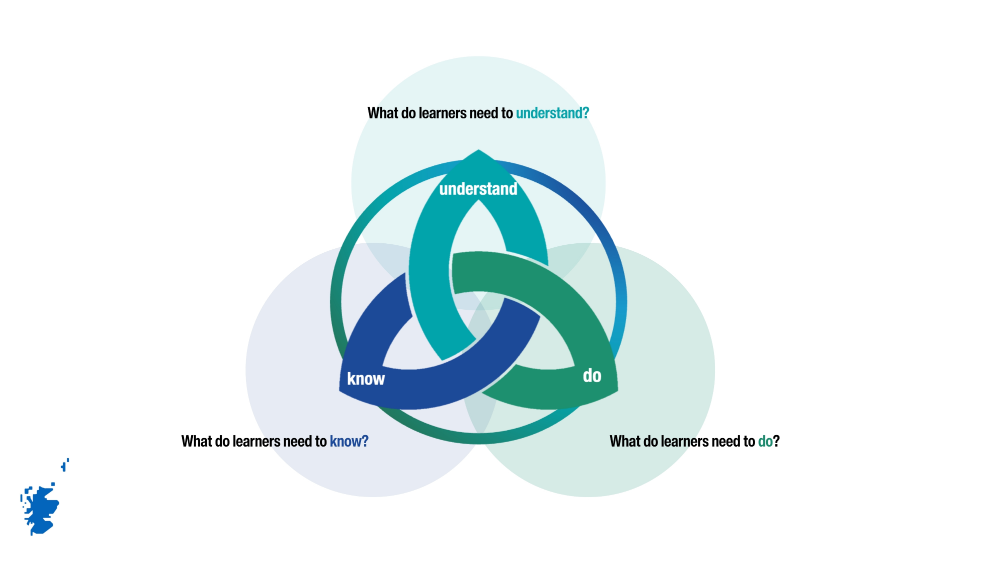 What do learners need to understand?
understand
know
do
What do learners need to know?
What do learners need to do?